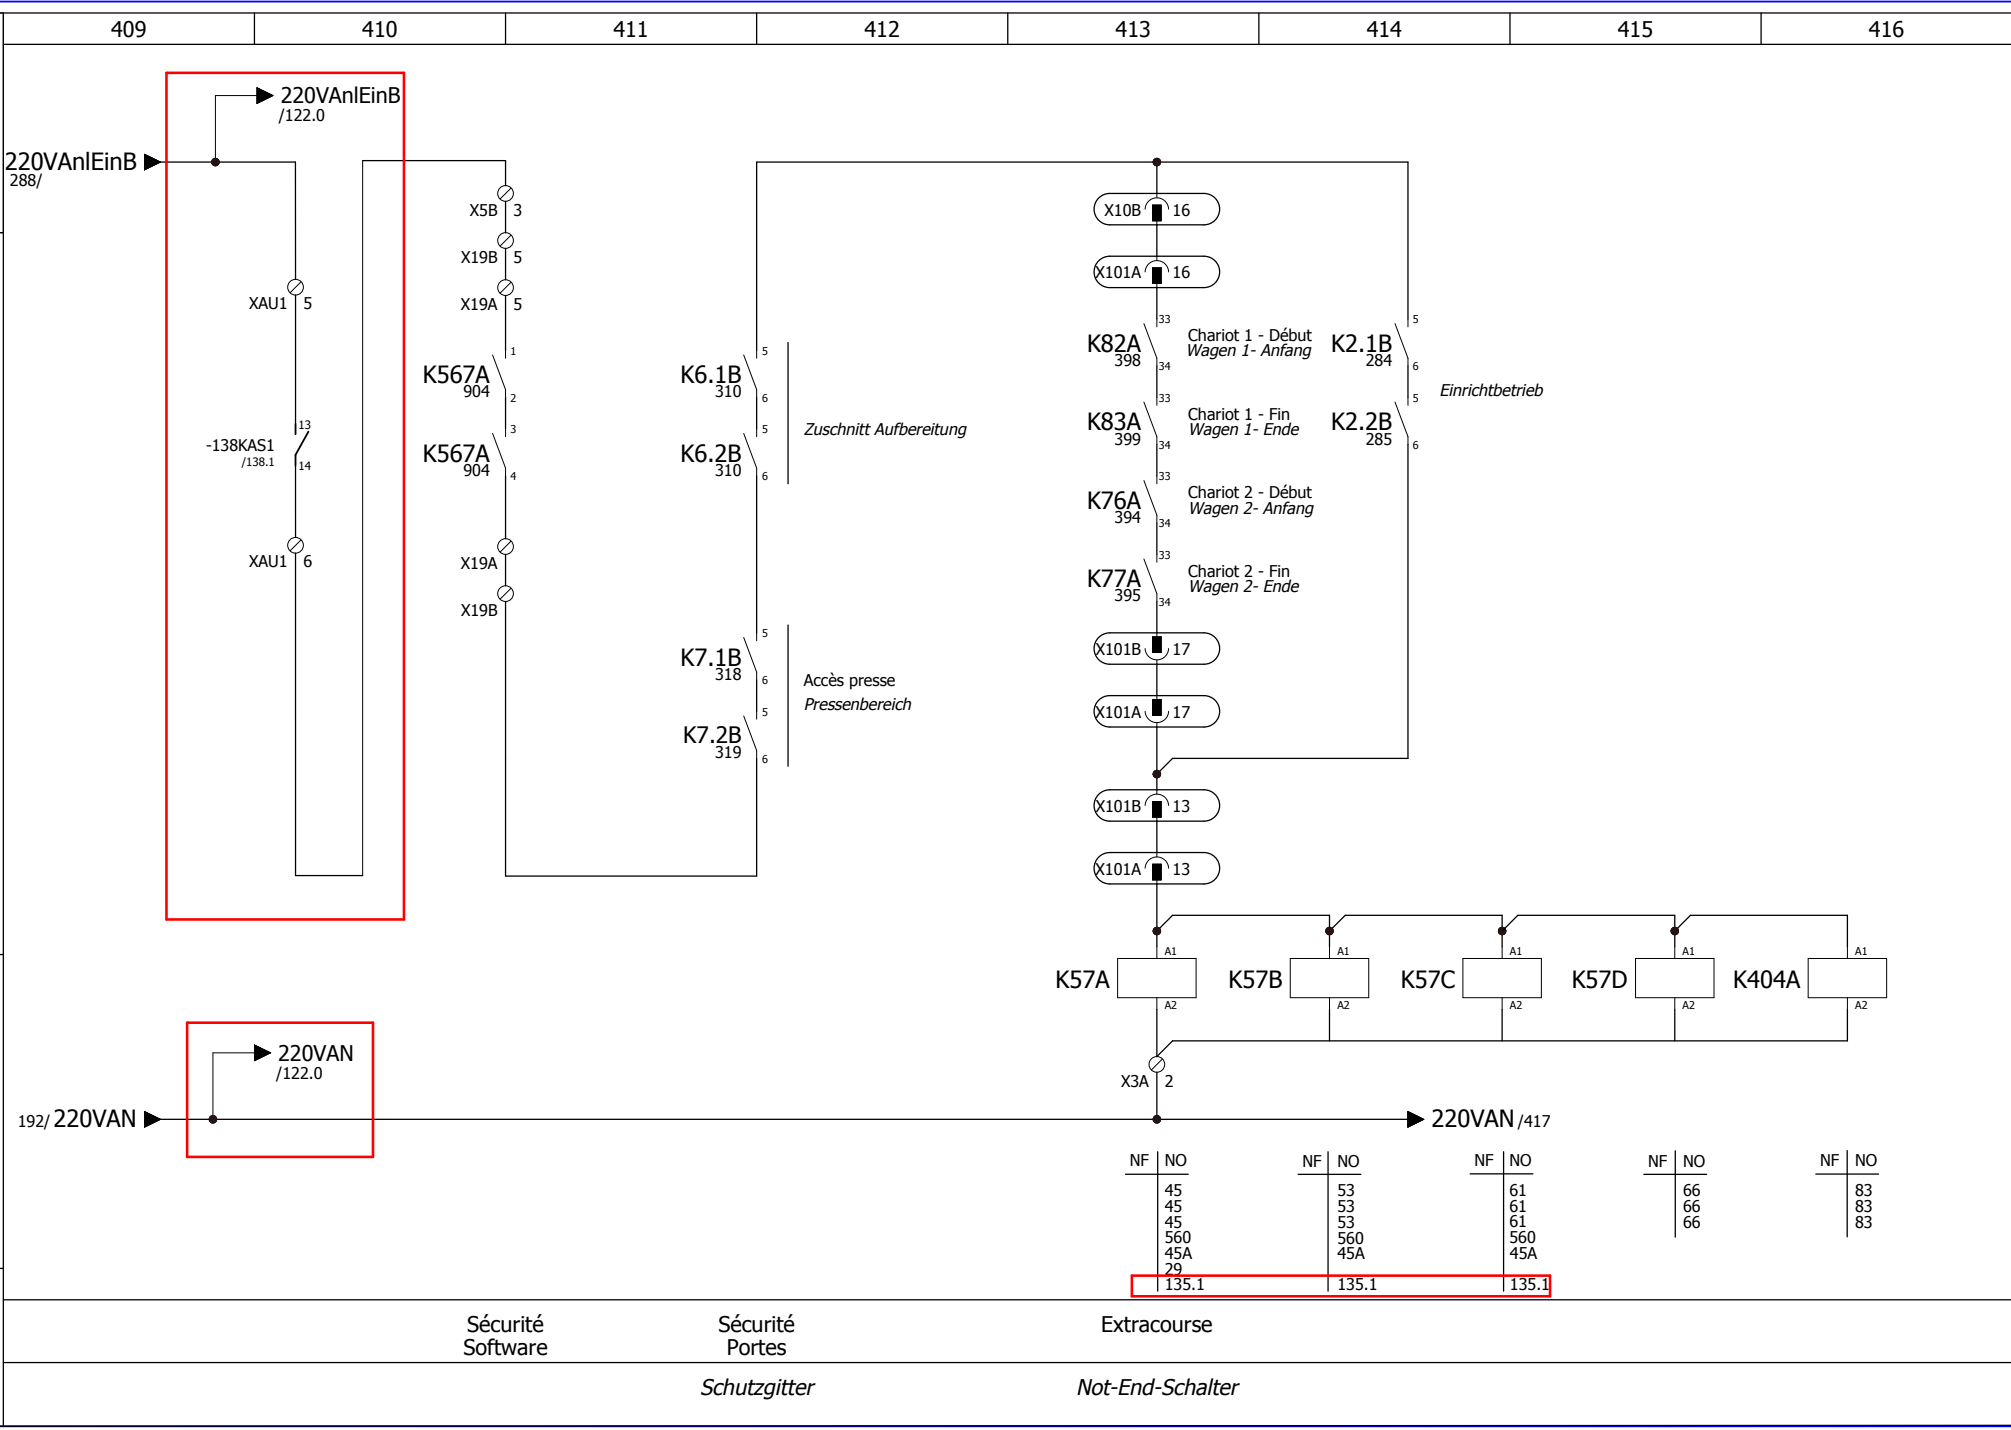 409 410 411 412 413 414 415 416
220VAnlEinB
/122.0
220VAnlEinB
288/
XAU1 5
13
-138KAS1
/138.1
14
XAU1 6
X5B 3
X19B 5
X19A 5
1
K567A
904
2
3
K567A
904
4
X19A
X19B
5
K6.1B
310
6
5
K6.2B
310
6
Zuschnitt Aufbereitung
5
K7.1B
318
6
5
K7.2B
319
6
Accès presse
Pressenbereich
X10B 16
X101A 16
33
K82A
398
34
Chariot 1 - Début
Wagen 1- Anfang
33
K83A
399
34
Chariot 1 - Fin
Wagen 1- Ende
33
K76A
394
34
Chariot 2 - Début
Wagen 2- Anfang
33
K77A
395
34
Chariot 2 - Fin
Wagen 2- Ende
X101B 17
X101A 17
5
K2.1B
284
6
5
K2.2B
285
6
Einrichtbetrieb
X101B 13
X101A 13
A1 A1 A1 A1 A1
K57A K57B K57C K57D K404A
A2 A2 A2 A2 A2
X3A 2
220VAN
/122.0
192/ 220VAN
220VAN /417
NF NO NF NO NF NO NF NO NF NO
45 53 61 66 83
45 53 61 66 83
45 53 61 66 83
560 560 560
45A 45A 45A
29
135.1 135.1 135.1
Sécurité
Software
Sécurité
Portes
Extracourse
Schutzgitter
Not-End-Schalter